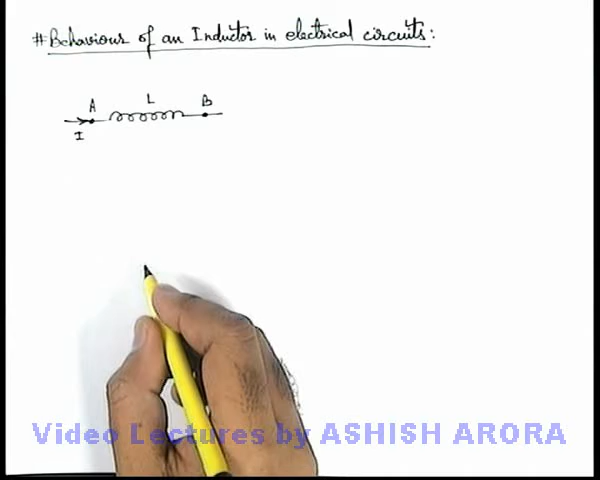 # Behaviour of an Inductor in electrical circuits:
A L B
I
Video Lectures by ASHISH ARORA